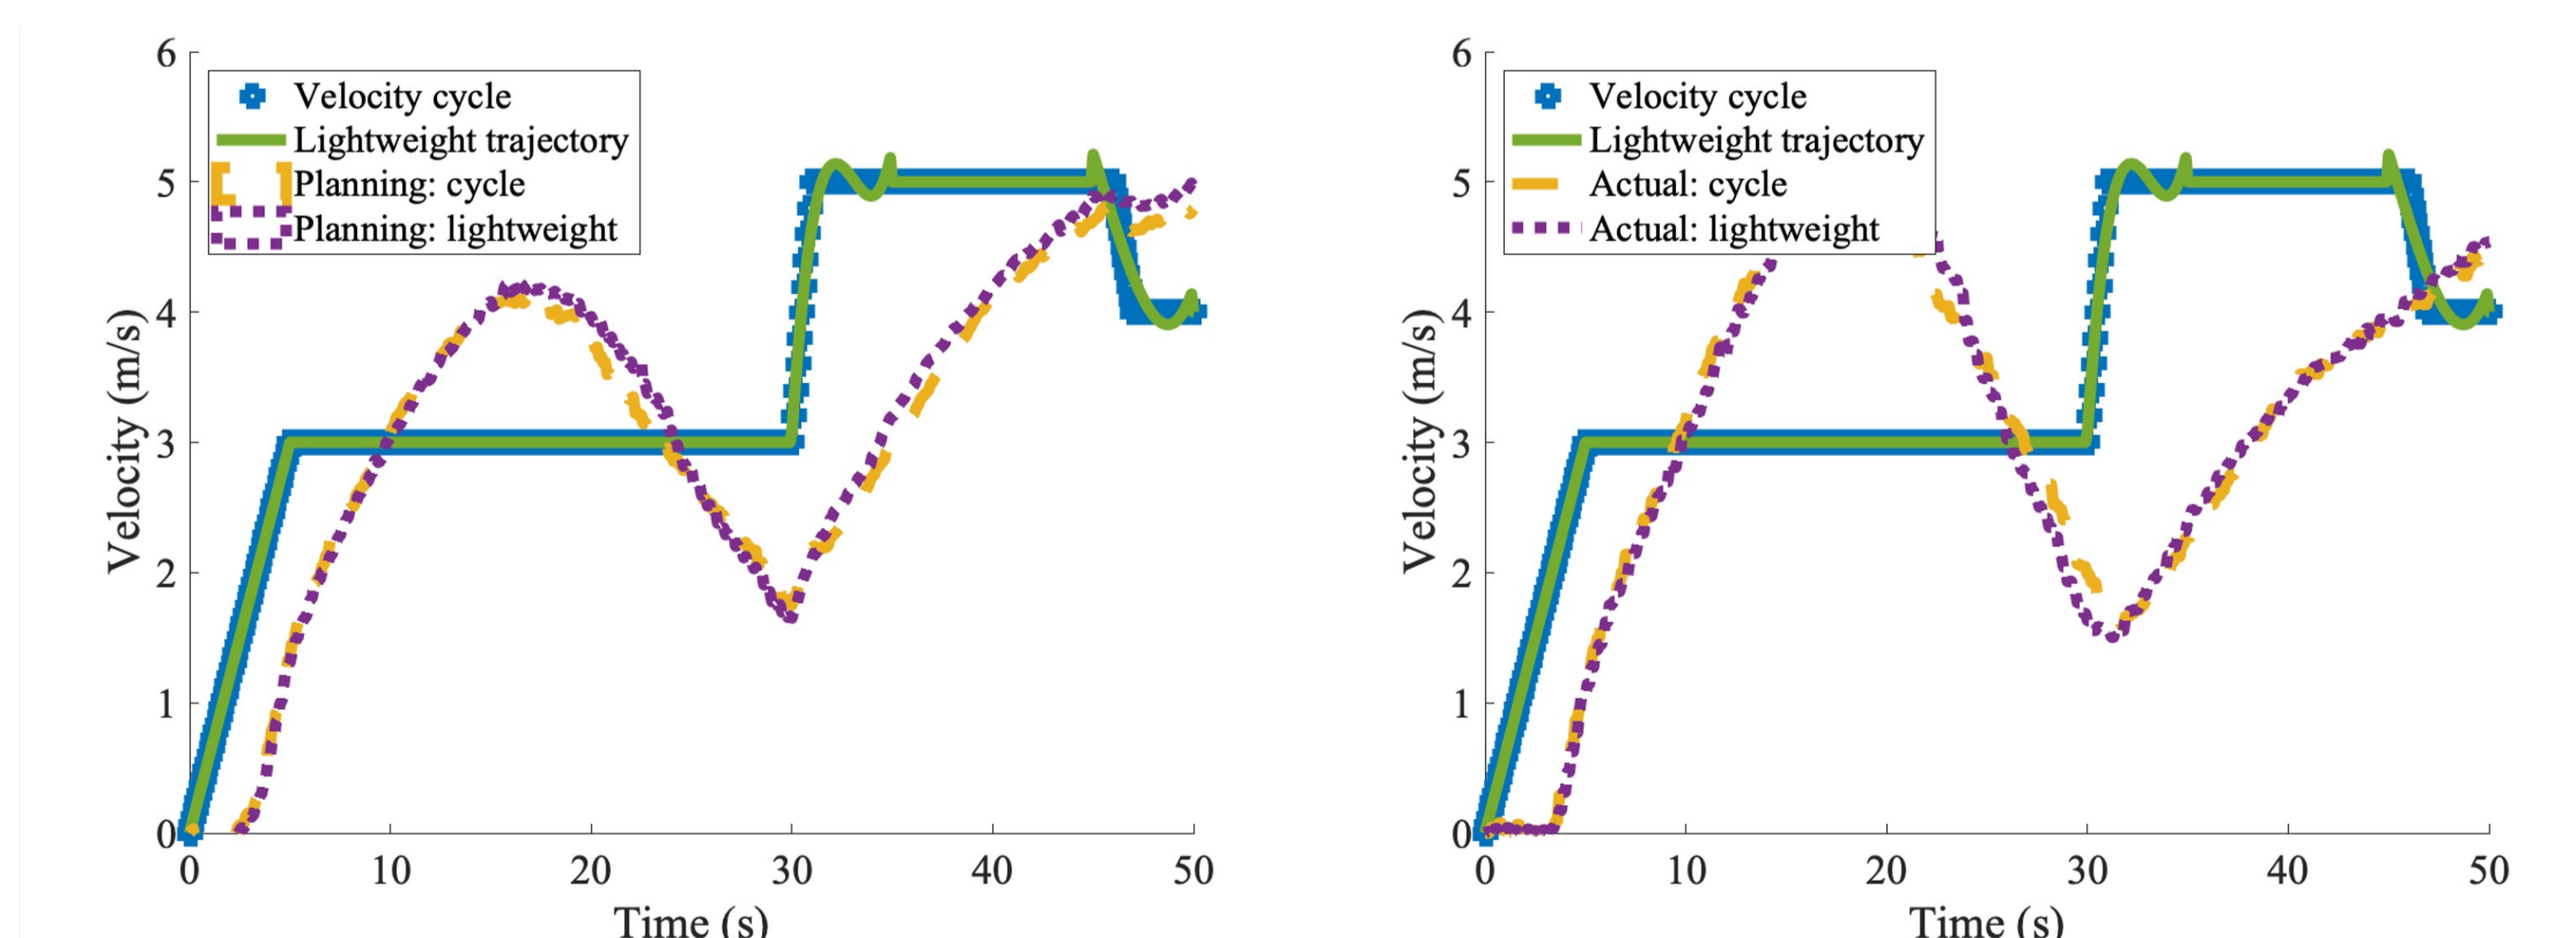 6
5
4
3
2
1
0
Velocity (m/s)
Velocity cycle
Lightweight trajectory
Planning: cycle
Planning: lightweight
0 10 20 30 40 50
Time (s)
6
5
4
3
2
1
0
Velocity (m/s)
Velocity cycle
Lightweight trajectory
Actual: cycle
Actual: lightweight
0 10 20 30 40 50
Time (s)